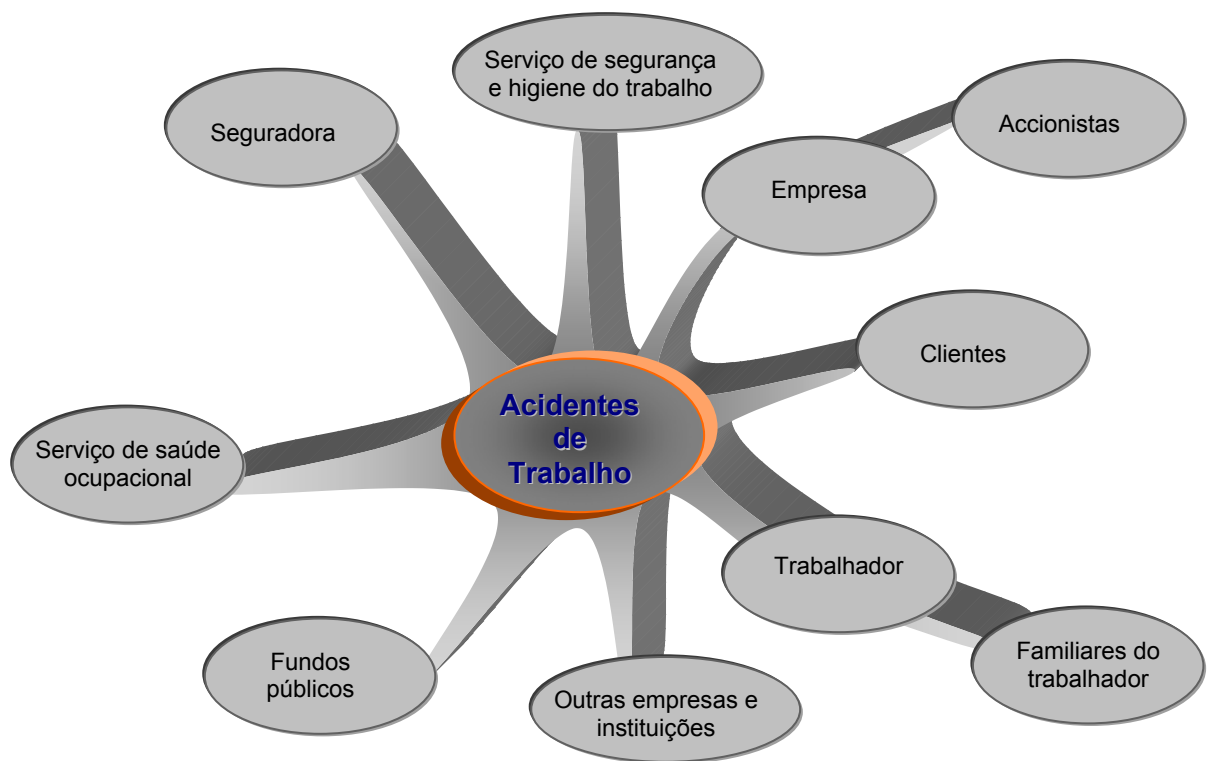 Serviço de segurança
e higiene do trabalho
Seguradora
Accionistas
Empresa
Clientes
Acidentes
de
Trabalho
Serviço de saúde
ocupacional
Trabalhador
Fundos
públicos
Outras empresas e
instituições
Familiares do
trabalhador